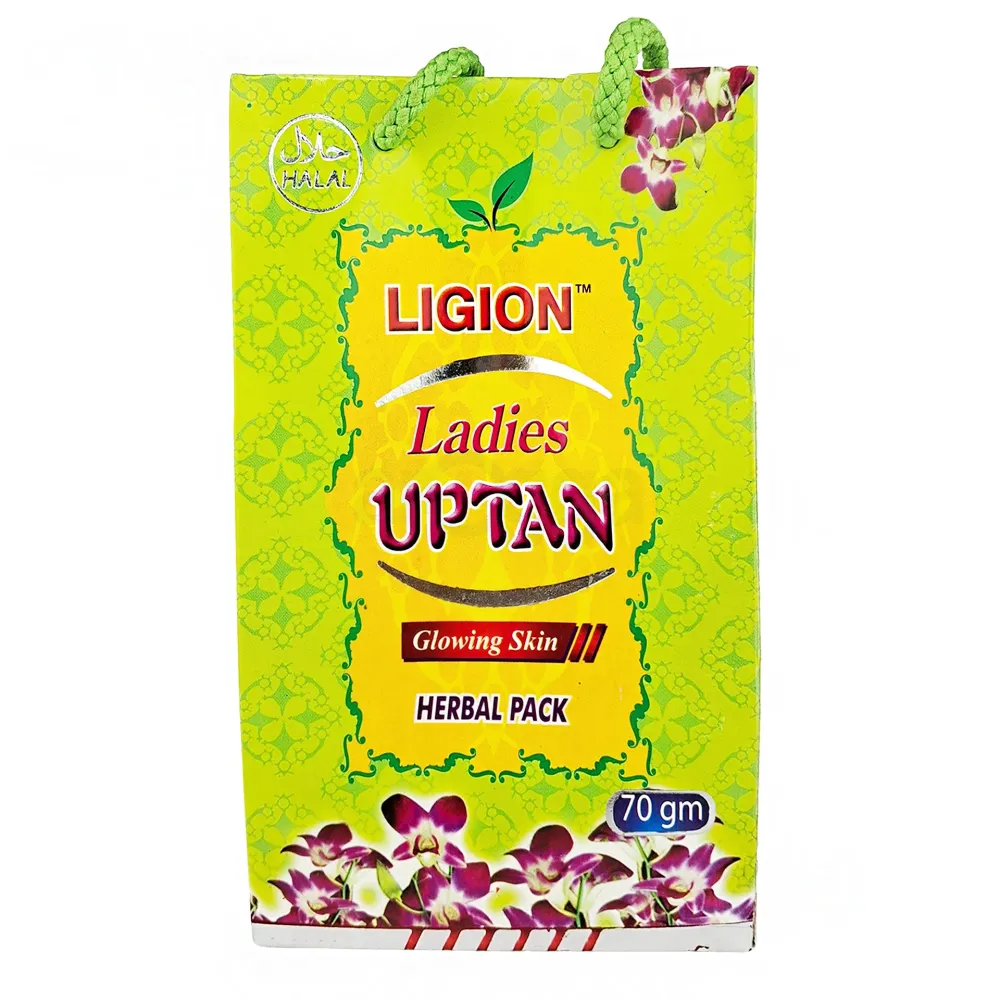 حلال
HALAL
LIGION™
Ladies
UPTAN
Glowing Skin
HERBAL PACK
70 gm